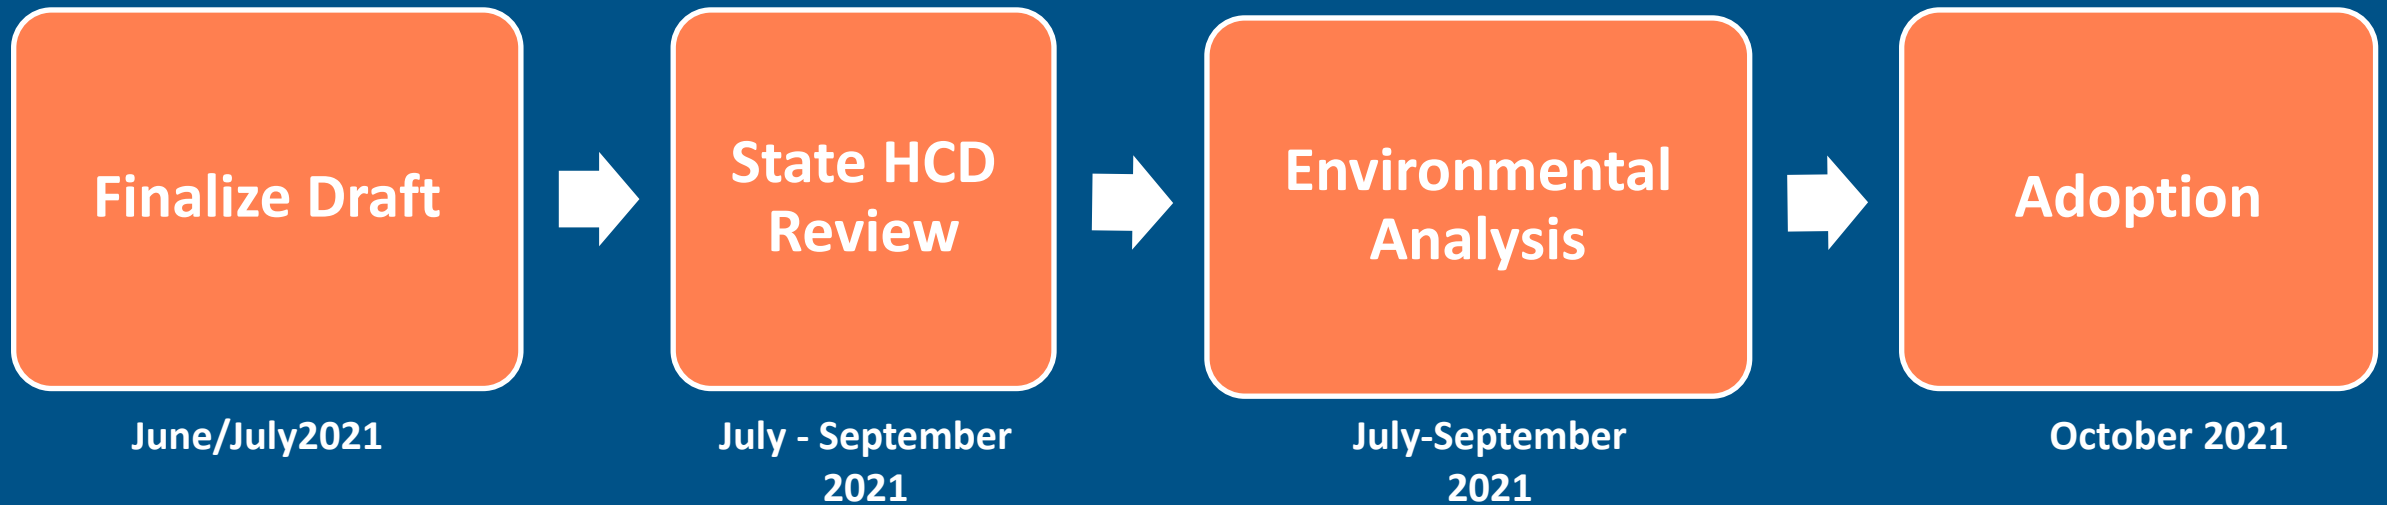 Finalize Draft
State HCD
Review
Environmental
Analysis
Adoption
June/July2021
July - September
2021
July-September
2021
October 2021